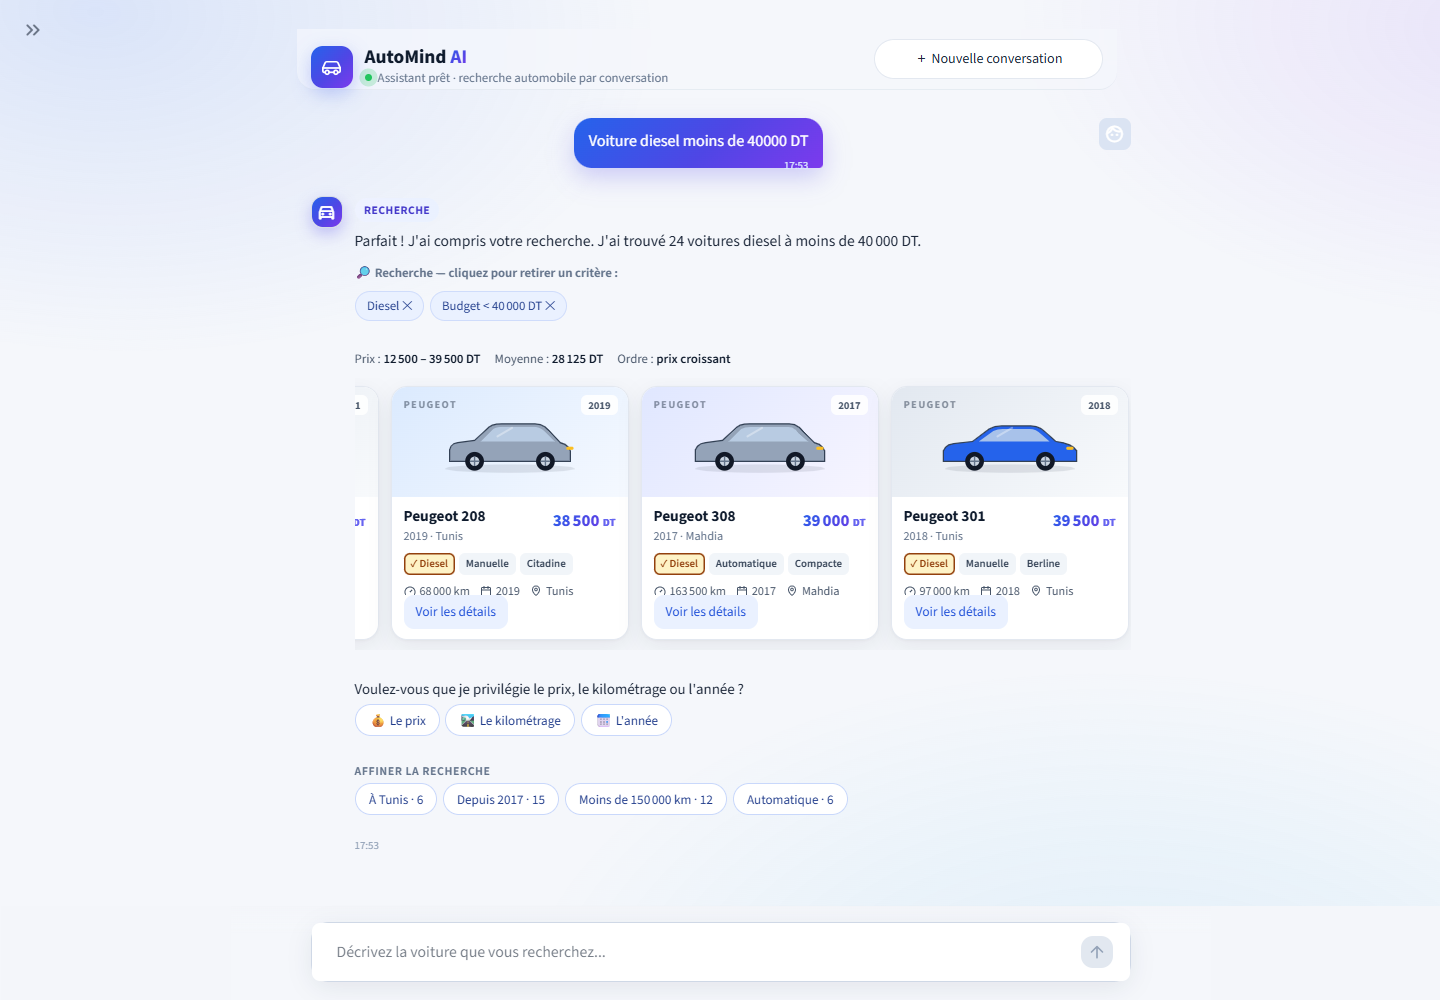 AutoMind AI
Assistant prêt · recherche automobile par conversation
+ Nouvelle conversation
Voiture diesel moins de 40000 DT
17:53
RECHERCHE
Parfait ! J'ai compris votre recherche. J'ai trouvé 24 voitures diesel à moins de 40 000 DT.
🔎 Recherche — cliquez pour retirer un critère :
Diesel ✕
Budget < 40 000 DT ✕
Prix : 12 500 – 39 500 DT Moyenne : 28 125 DT Ordre : prix croissant
1
DT
PEUGEOT
2019
Peugeot 208
38 500 DT
2019 · Tunis
✓ Diesel Manuelle Citadine
68 000 km 2019 Tunis
Voir les détails
PEUGEOT
2017
Peugeot 308
39 000 DT
2017 · Mahdia
✓ Diesel Automatique Compacte
163 500 km 2017 Mahdia
Voir les détails
PEUGEOT
2018
Peugeot 301
39 500 DT
2018 · Tunis
✓ Diesel Manuelle Berline
97 000 km 2018 Tunis
Voir les détails
Voulez-vous que je privilégie le prix, le kilométrage ou l'année ?
Le prix
Le kilométrage
L'année
AFFINER LA RECHERCHE
À Tunis · 6
Depuis 2017 · 15
Moins de 150 000 km · 12
Automatique · 6
17:53
Décrivez la voiture que vous recherchez...